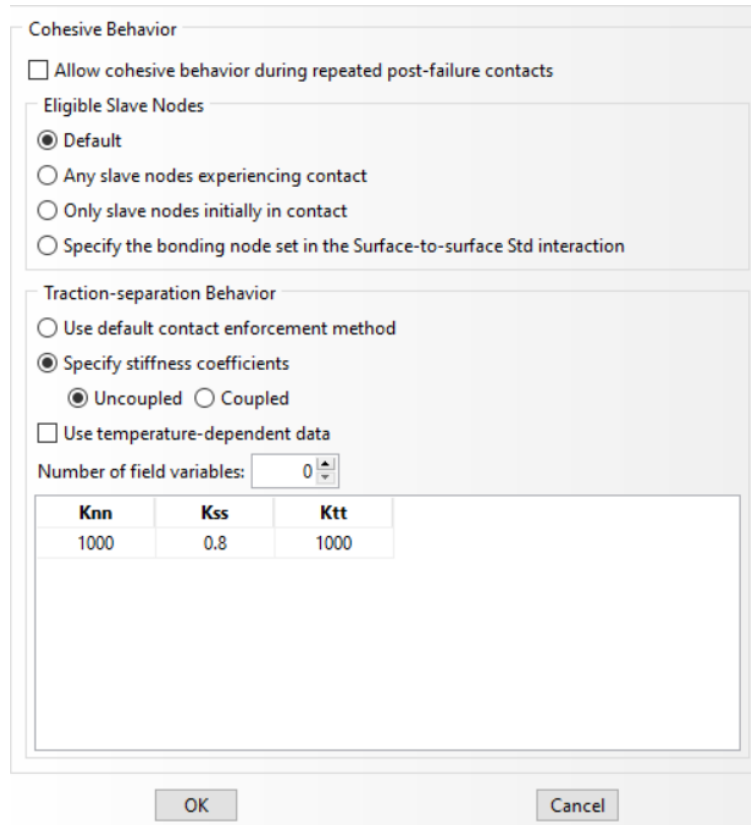 Cohesive Behavior
Allow cohesive behavior during repeated post-failure contacts
Eligible Slave Nodes
Default
Any slave nodes experiencing contact
Only slave nodes initially in contact
Specify the bonding node set in the Surface-to-surface Std interaction
Traction-separation Behavior
Use default contact enforcement method
Specify stiffness coefficients
Uncoupled Coupled
Use temperature-dependent data
Number of field variables: 0
Knn Kss Ktt
1000 0.8 1000
OK Cancel